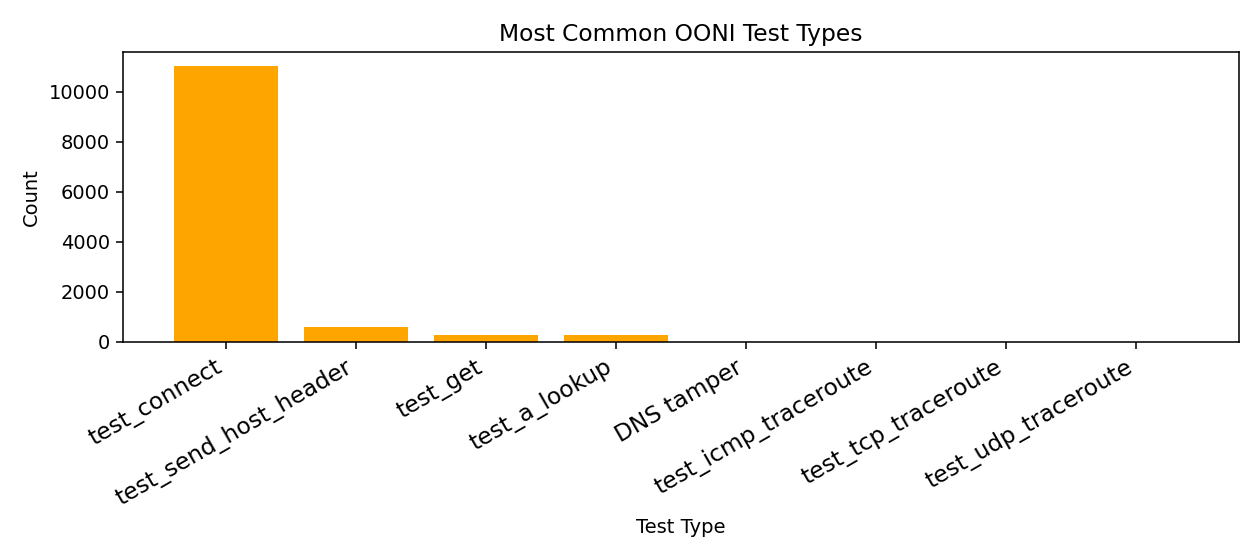 Most Common OONI Test Types
Count
10000
8000
6000
4000
2000
0
test_connect
test_send_host_header
test_get
test_a_lookup
DNS tamper
test_icmp_traceroute
test_tcp_traceroute
test_udp_traceroute
Test Type